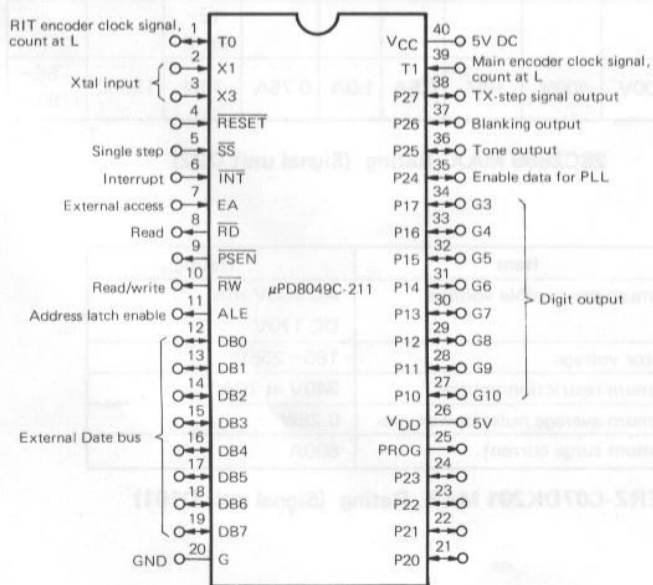 RIT encoder clock signal,
count at L
1 T0
2 X1
Xtal input
3 X3
4 RESET
Single step 5 SS
Interrupt 6 INT
External access 7 EA
Read 8 RD
9 PSEN
Read/write 10 RW
Address latch enable 11 ALE
12 DB0
13 DB1
14 DB2
15 DB3
External Date bus
16 DB4
17 DB5
18 DB6
19 DB7
GND 20 G
μPD8049C-211
VCC 40 5V DC
T1 39 Main encoder clock signal,
count at L
P27 38 TX-step signal output
P26 37 Blanking output
P25 36 Tone output
P24 35 Enable data for PLL
P17 34 G3
P16 33 G4
P15 32 G5
P14 31 G6
Digit output
P13 30 G7
P12 29 G8
P11 28 G9
P10 27 G10
VDD 26 5V
PROG 25
P23 24
P22 23
P21 22
P20 21